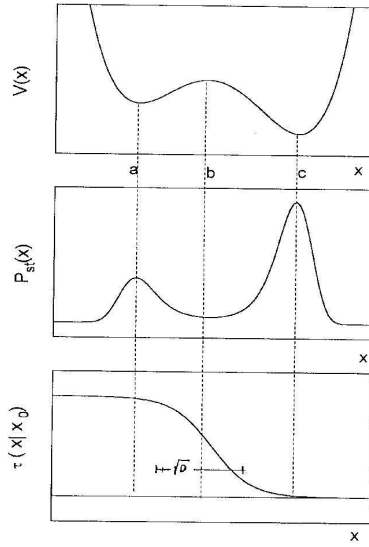 V(x)
a b c x
P_st(x)
x
τ ( x| x_0 )
√D
x